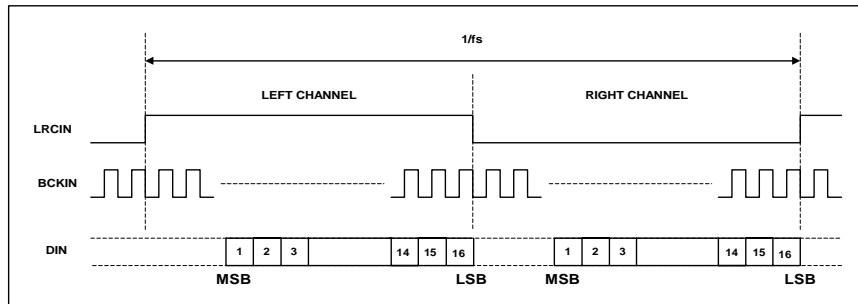 1/fs
LEFT CHANNEL RIGHT CHANNEL
LRCIN
BCKIN
DIN 1 2 3 14 15 16 1 2 3 14 15 16
MSB LSB MSB LSB